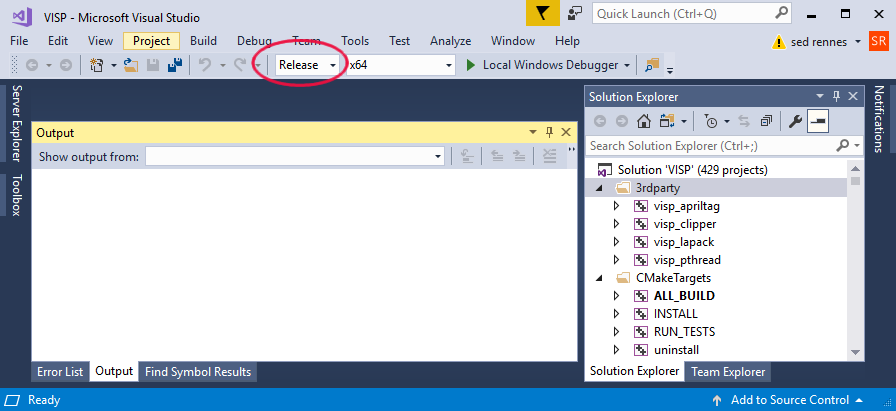 VISP - Microsoft Visual Studio
Quick Launch (Ctrl+Q)
File Edit View Project Build Debug Team Tools Test Analyze Window Help
sed rennes SR
Release x64 Local Windows Debugger
Server Explorer
Toolbox
Output
Show output from:
Error List Output Find Symbol Results
Solution Explorer
Search Solution Explorer (Ctrl+;)
Solution 'VISP' (429 projects)
3rdparty
visp_apriltag
visp_clipper
visp_lapack
visp_pthread
CMakeTargets
ALL_BUILD
INSTALL
RUN_TESTS
uninstall
Solution Explorer Team Explorer
Notifications
Ready Add to Source Control